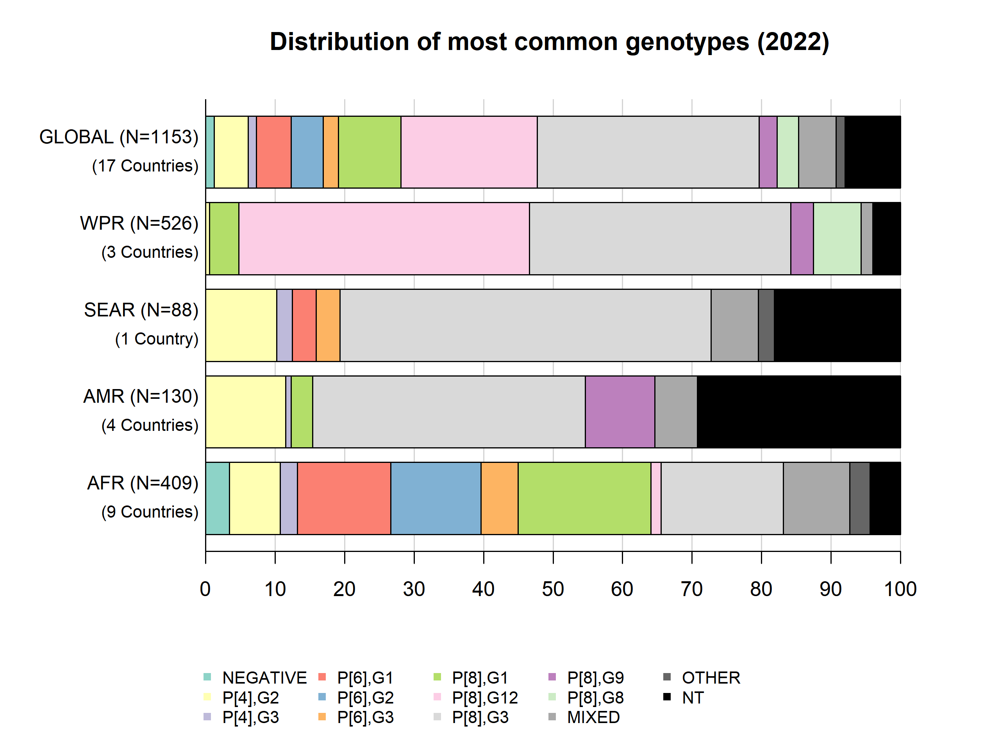 Distribution of most common genotypes (2022)
GLOBAL (N=1153)
(17 Countries)
WPR (N=526)
(3 Countries)
SEAR (N=88)
(1 Country)
AMR (N=130)
(4 Countries)
AFR (N=409)
(9 Countries)
0 10 20 30 40 50 60 70 80 90 100
NEGATIVE P[6],G1 P[8],G1 P[8],G9 OTHER
P[4],G2 P[6],G2 P[8],G12 P[8],G8 NT
P[4],G3 P[6],G3 P[8],G3 MIXED